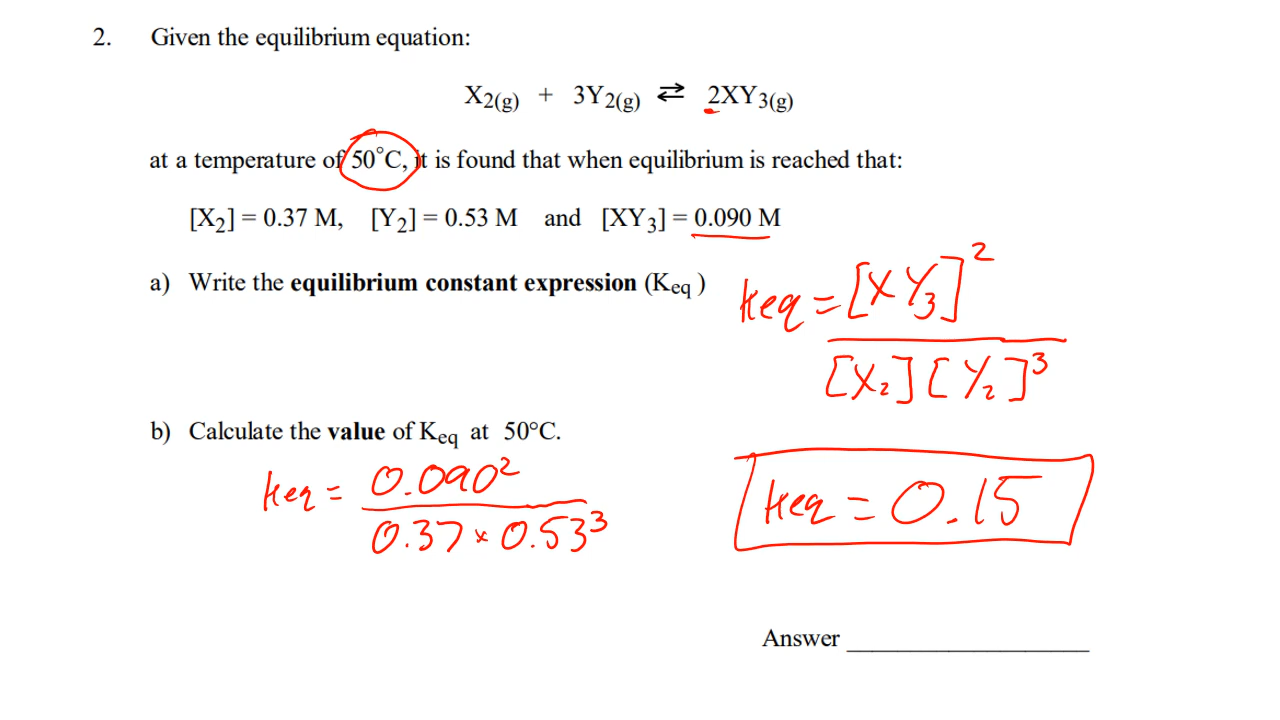 2. Given the equilibrium equation:
X2(g) + 3Y2(g) ⇄ 2XY3(g)
at a temperature of 50°C, it is found that when equilibrium is reached that:
[X2] = 0.37 M, [Y2] = 0.53 M and [XY3] = 0.090 M
a) Write the equilibrium constant expression (Keq )
Keq = [XY3]²
[X2] [Y2]³
b) Calculate the value of Keq at 50°C.
Keq = 0.090²
0.37 × 0.53³
Keq = 0.15
Answer ____________________